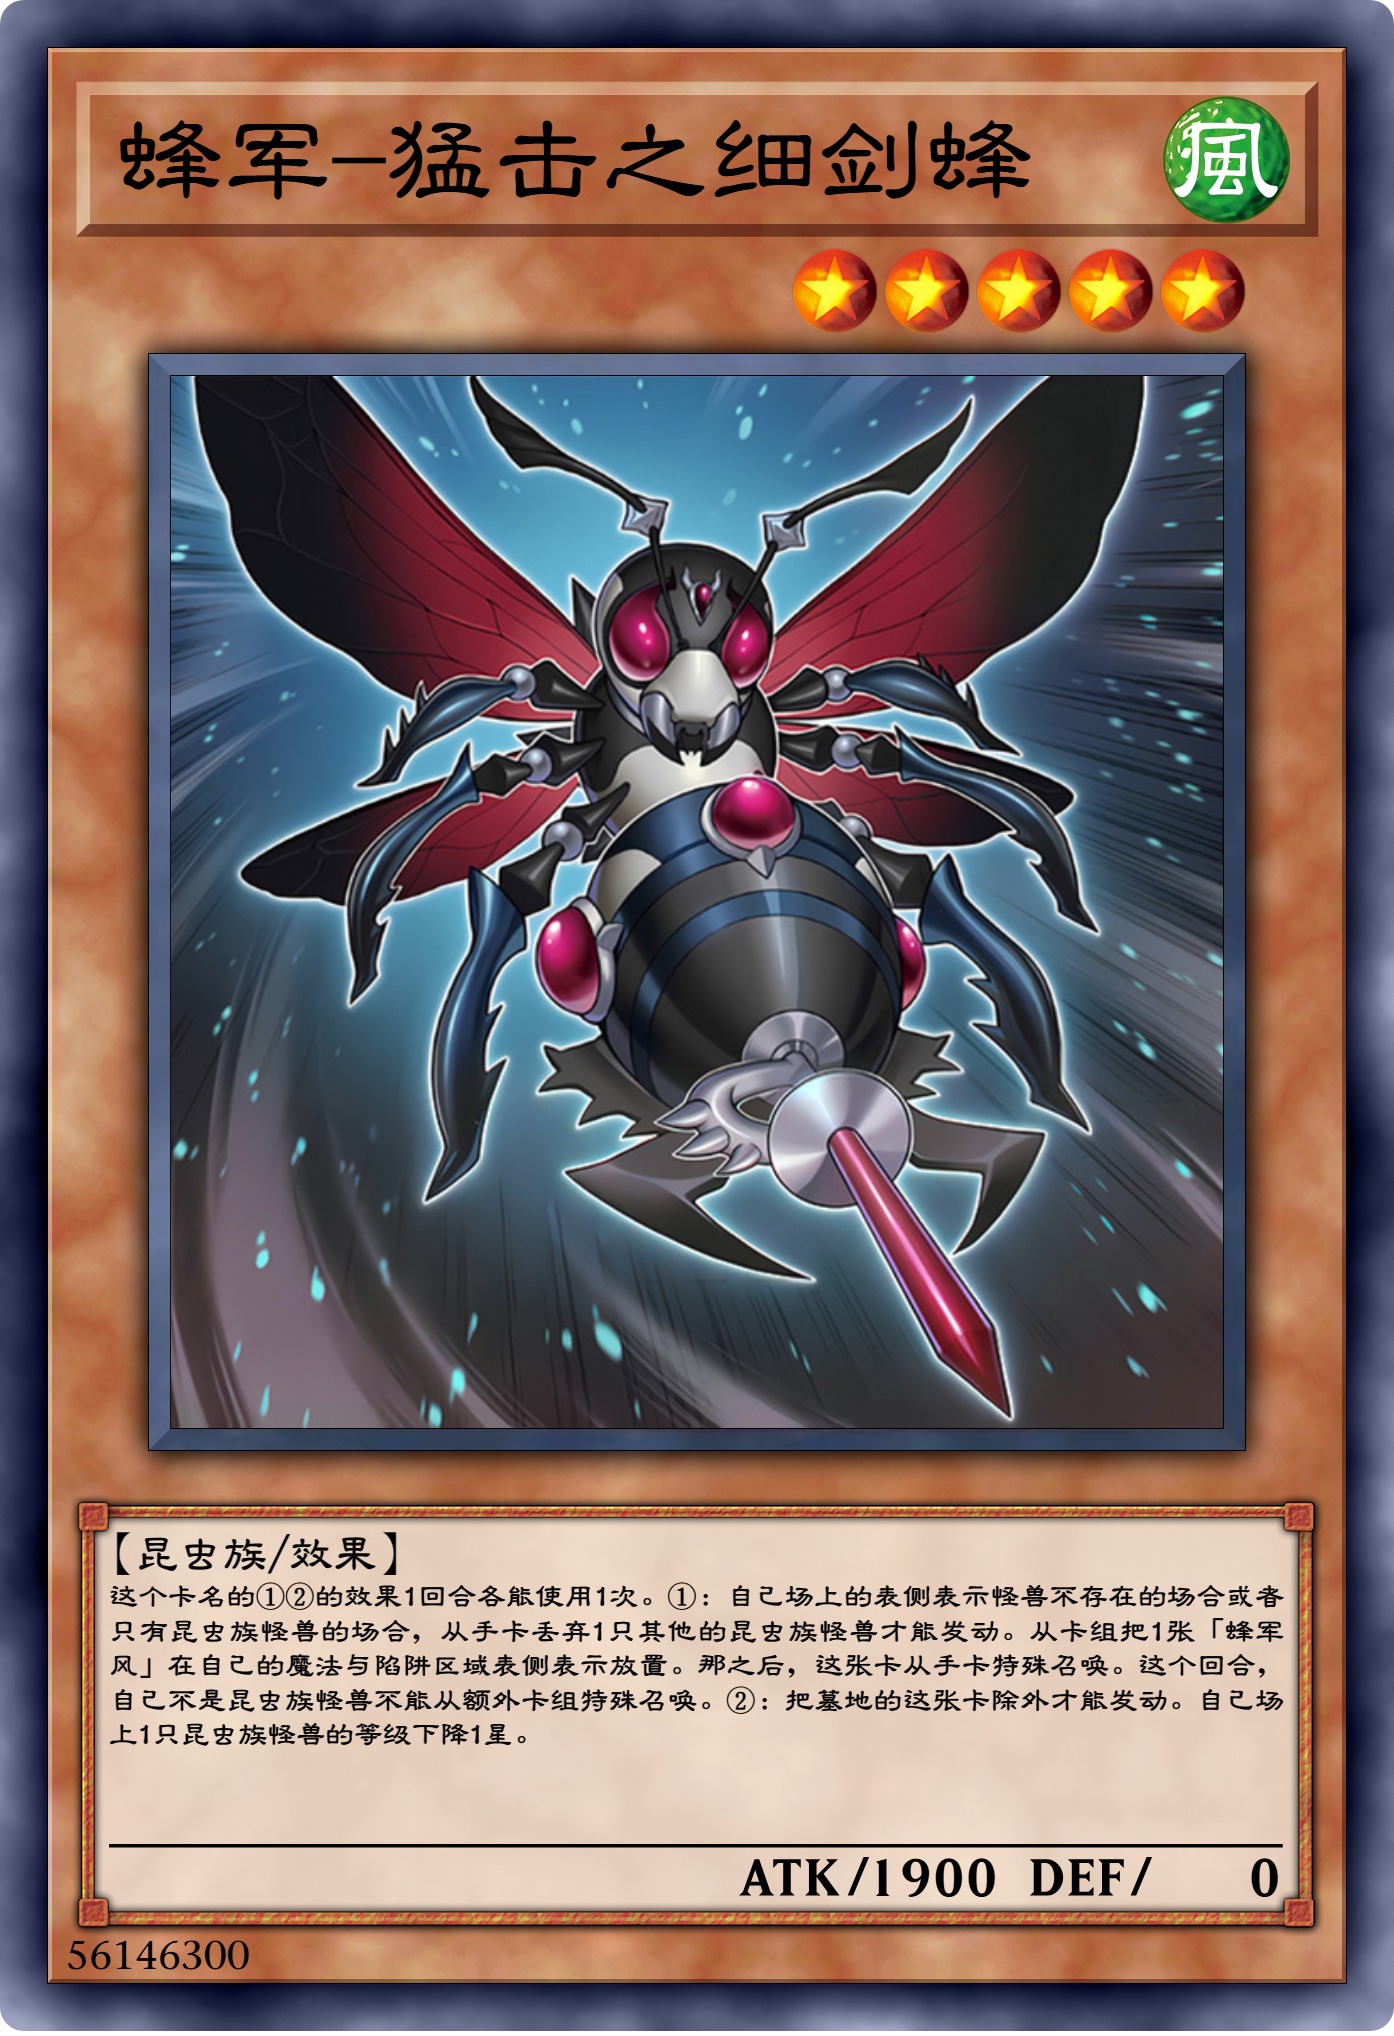 蜂军-猛击之细剑蜂
風
【昆虫族/效果】
这个卡名的①②的效果1回合各能使用1次。①：自己场上的表侧表示怪兽不存在的场合或者
只有昆虫族怪兽的场合，从手卡丢弃1只其他的昆虫族怪兽才能发动。从卡组把1张「蜂军
风」在自己的魔法与陷阱区域表侧表示放置。那之后，这张卡从手卡特殊召唤。这个回合，
自己不是昆虫族怪兽不能从额外卡组特殊召唤。②：把墓地的这张卡除外才能发动。自己场
上1只昆虫族怪兽的等级下降1星。
ATK/1900 DEF/ 0
56146300